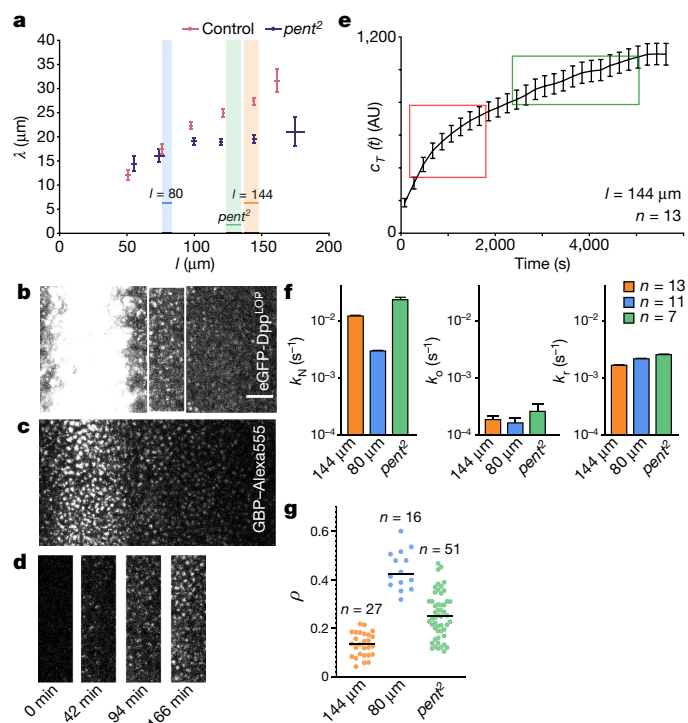 a
Control
pent²
40
35
30
25
20
15
10
5
0
λ (μm)
l = 80
l = 144
pent²
0
50
100
150
200
l (μm)
e
1,200
0
c_T (t) (AU)
l = 144 μm
n = 13
2,000
4,000
Time (s)
b
eGFP-Dpp^LOP
c
GBP–Alexa555
d
0 min
42 min
94 min
166 min
f
n = 13
n = 11
n = 7
10⁻²
10⁻³
10⁻⁴
k_N (s⁻¹)
144 μm
80 μm
pent²
10⁻²
10⁻³
10⁻⁴
k_o (s⁻¹)
144 μm
80 μm
pent²
10⁻²
10⁻³
10⁻⁴
k_r (s⁻¹)
144 μm
80 μm
pent²
g
0.6
0.4
0.2
0
ρ
n = 27
n = 16
n = 51
144 μm
80 μm
pent²